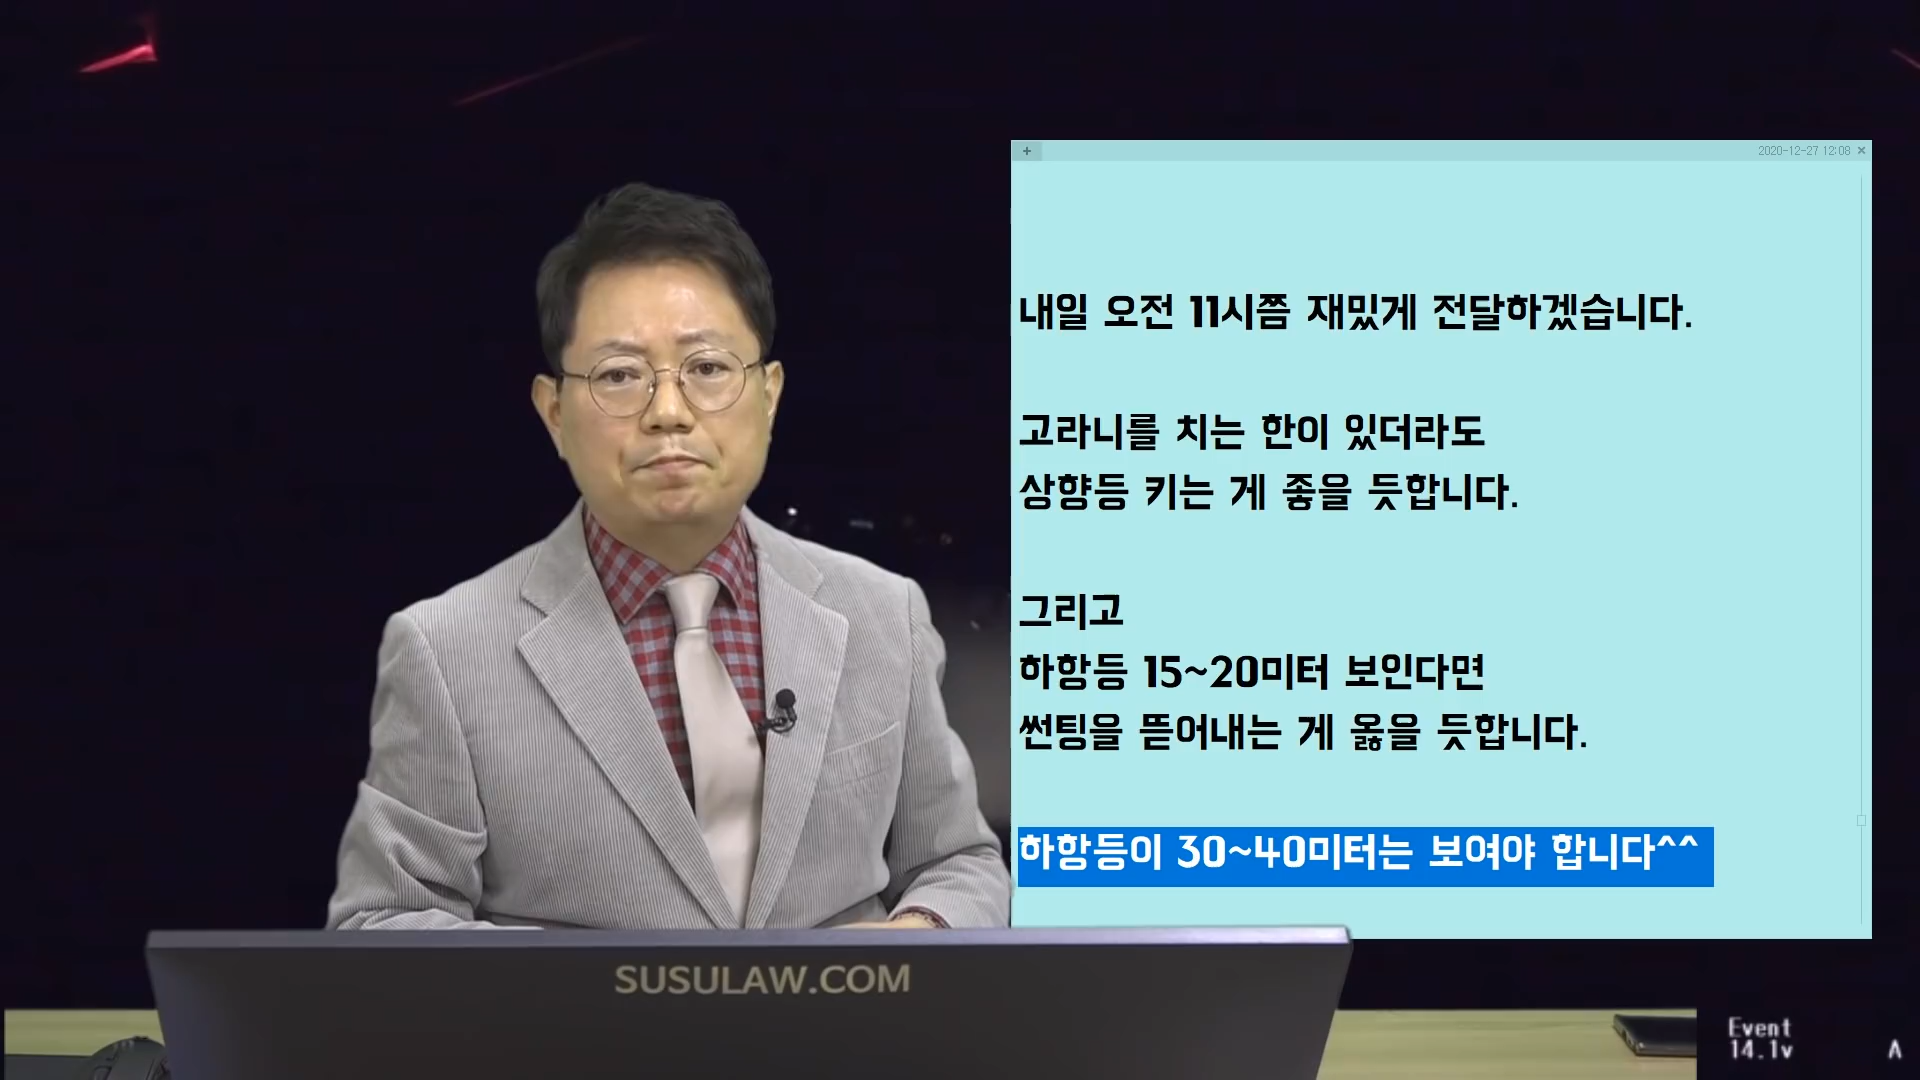 +
2020-12-27 12:08 ×
내일 오전 11시쯤 재밌게 전달하겠습니다.
고라니를 치는 한이 있더라도
상향등 키는 게 좋을 듯합니다.
그리고
하항등 15~20미터 보인다면
썬팅을 뜯어내는 게 옳을 듯합니다.
하항등이 30~40미터는 보여야 합니다^^
SUSULAW.COM
Event
14.1v